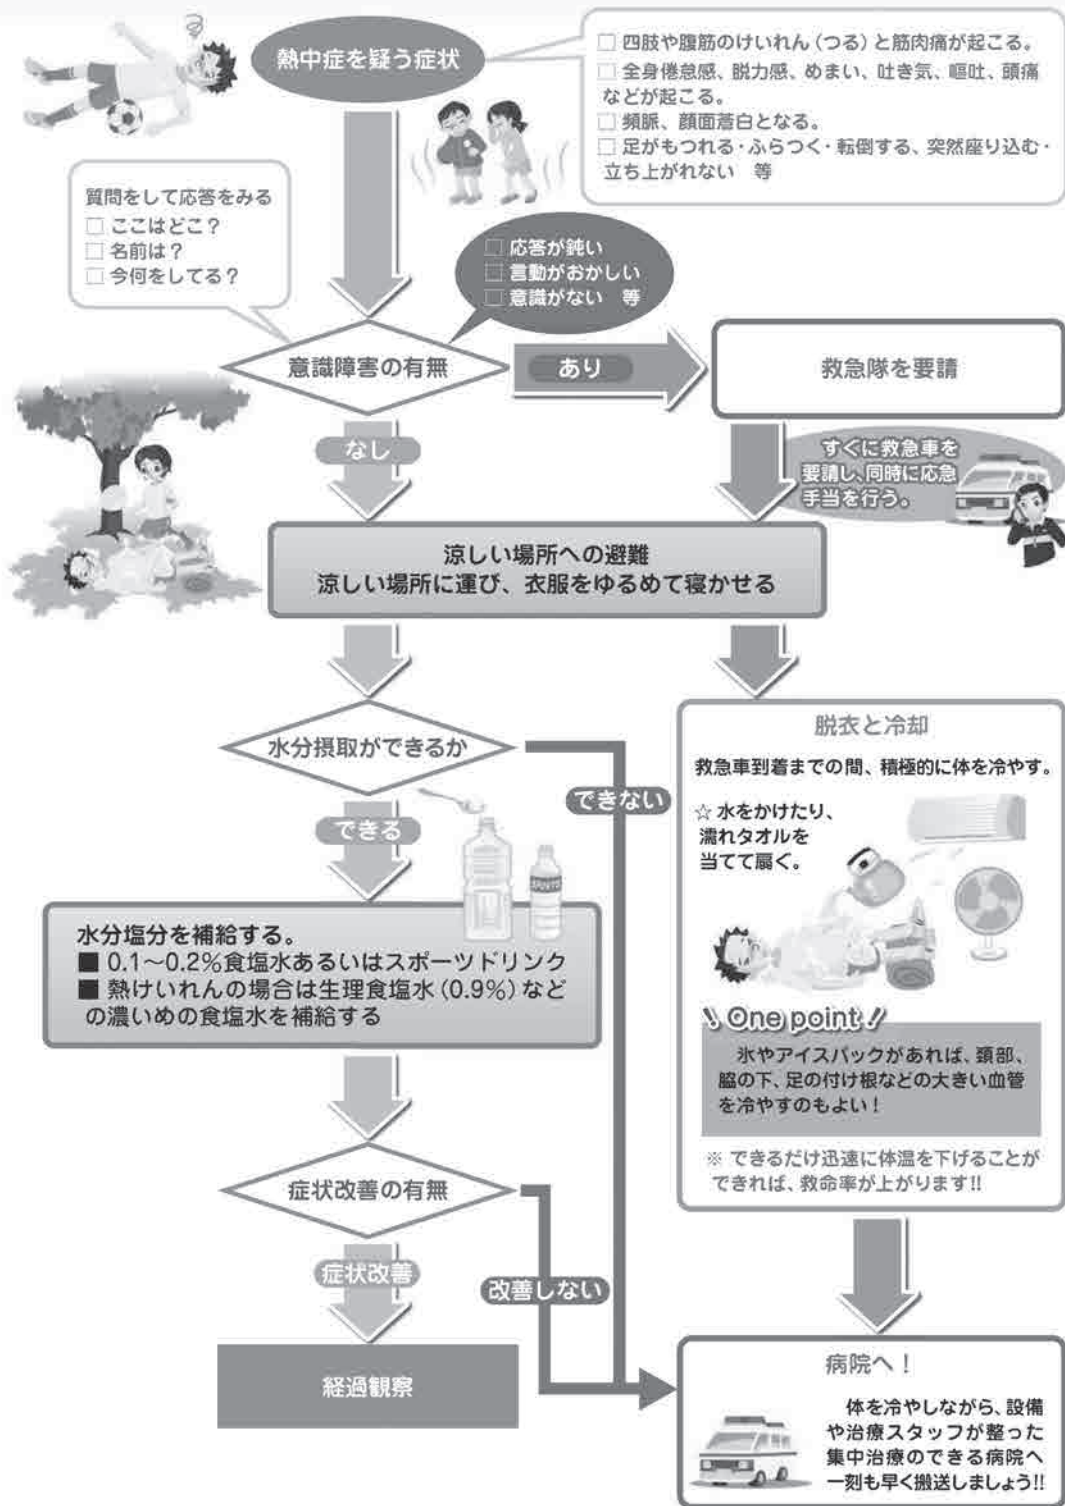 熱中症を疑う症状
□ 四肢や腹筋のけいれん(つる)と筋肉痛が起こる。
□ 全身倦怠感、脱力感、めまい、吐き気、嘔吐、頭痛
などが起こる。
□ 頻脈、顔面蒼白となる。
□ 足がもつれる・ふらつく・転倒する、突然座り込む・
立ち上がれない 等
質問をして応答をみる
□ ここはどこ?
□ 名前は?
□ 今何をしてる?
□ 応答が鈍い
□ 言動がおかしい
□ 意識がない 等
意識障害の有無
あり
救急隊を要請
なし
すぐに救急車を
要請し、同時に応急
手当を行う。
涼しい場所への避難
涼しい場所に運び、衣服をゆるめて寝かせる
水分摂取ができるか
できない
できる
脱衣と冷却
救急車到着までの間、積極的に体を冷やす。
☆ 水をかけたり、
濡れタオルを
当てて扇ぐ。
SPORTS
水分塩分を補給する。
■ 0.1〜0.2%食塩水あるいはスポーツドリンク
■ 熱けいれんの場合は生理食塩水(0.9%)など
の濃いめの食塩水を補給する
One point
氷やアイスパックがあれば、頸部、
脇の下、足の付け根などの大きい血管
を冷やすのもよい!
※ できるだけ迅速に体温を下げることが
できれば、救命率が上がります!!
症状改善の有無
症状改善
改善しない
経過観察
病院へ!
体を冷やしながら、設備
や治療スタッフが整った
集中治療のできる病院へ
一刻も早く搬送しましょう!!